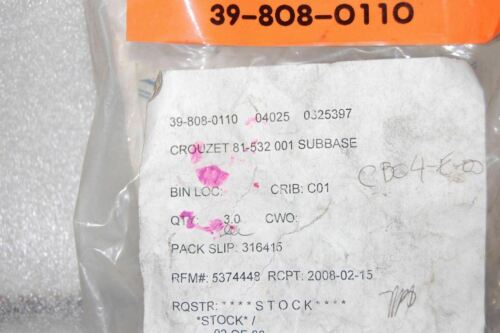 39-808-0110
39-808-0110 04025 0325397
CROUZET 81-532 001 SUBBASE
BIN LOC: CRIB: C01
QTY: 3.0 CWO:
PACK SLIP: 316415
RFM#: 5374448 RCPT: 2008-02-15
RQSTR: ****STOCK****
*STOCK* /